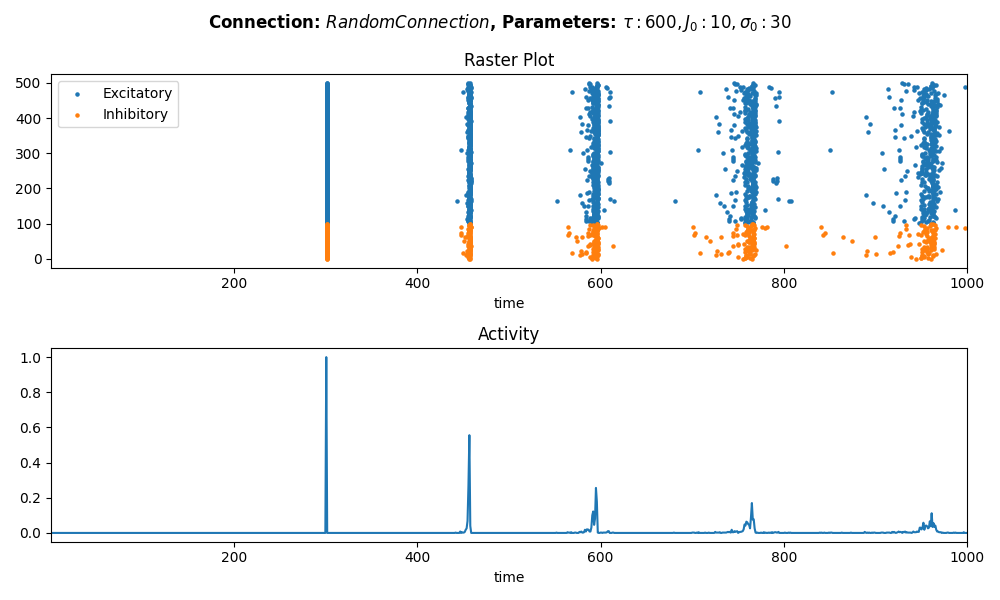 Connection: RandomConnection, Parameters: τ : 600, J₀ : 10, σ₀ : 30
Raster Plot
500
400
300
200
100
0
Excitatory
Inhibitory
200 400 600 800 1000
time
Activity
1.0
0.8
0.6
0.4
0.2
0.0
200 400 600 800 1000
time